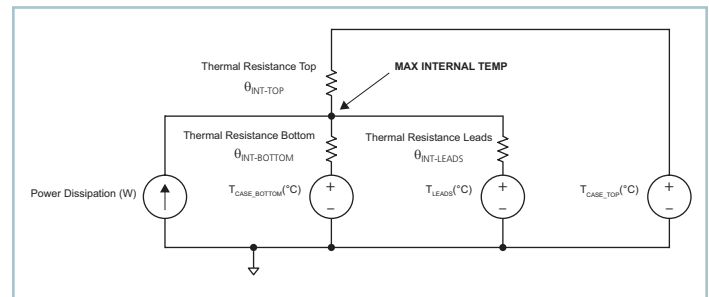 Thermal Resistance Top
MAX INTERNAL TEMP
θINT-TOP
Thermal Resistance Bottom
Thermal Resistance Leads
θINT-BOTTOM
θINT-LEADS
Power Dissipation (W)
TCASE_BOTTOM(°C)
TLEADS(°C)
TCASE_TOP(°C)
+
–
+
–
+
–